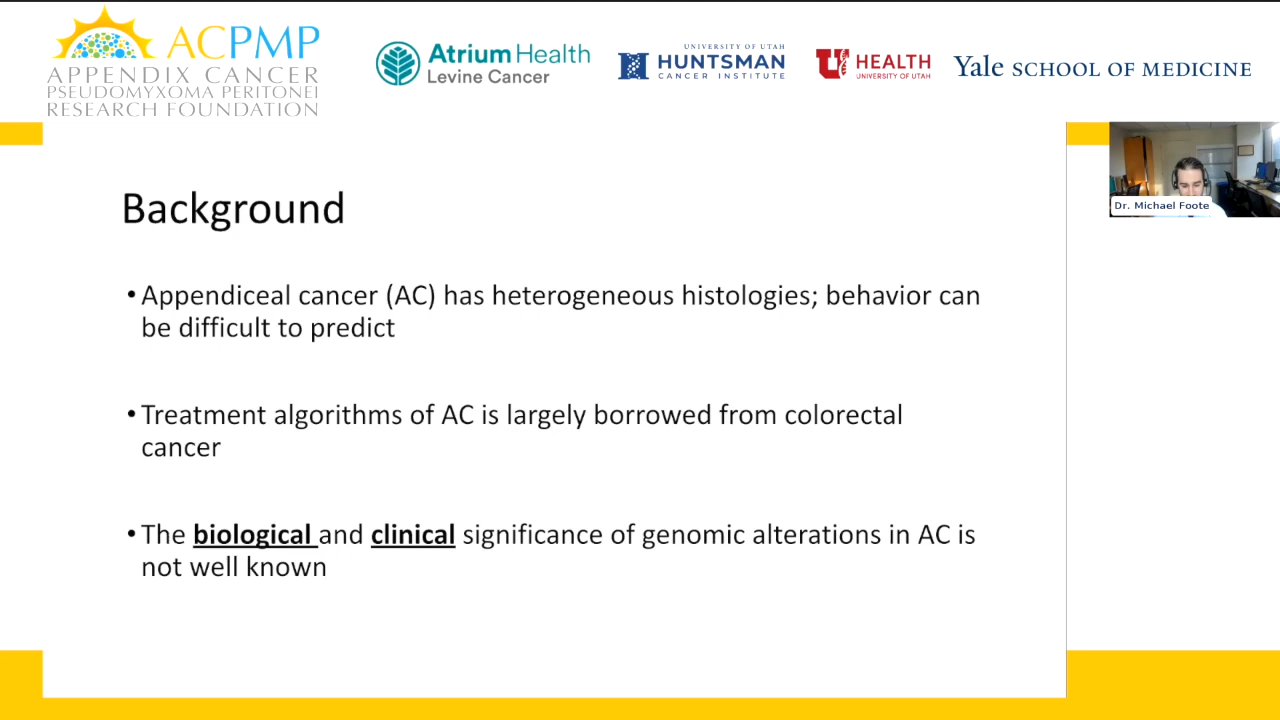 ACPMP
APPENDIX CANCER
PSEUDOMYXOMA PERITONEI
RESEARCH FOUNDATION
Atrium Health
Levine Cancer
UNIVERSITY OF UTAH
HUNTSMAN
CANCER INSTITUTE
U HEALTH
UNIVERSITY OF UTAH
Yale SCHOOL OF MEDICINE
Dr. Michael Foote
Background
• Appendiceal cancer (AC) has heterogeneous histologies; behavior can
be difficult to predict
• Treatment algorithms of AC is largely borrowed from colorectal
cancer
• The biological and clinical significance of genomic alterations in AC is
not well known